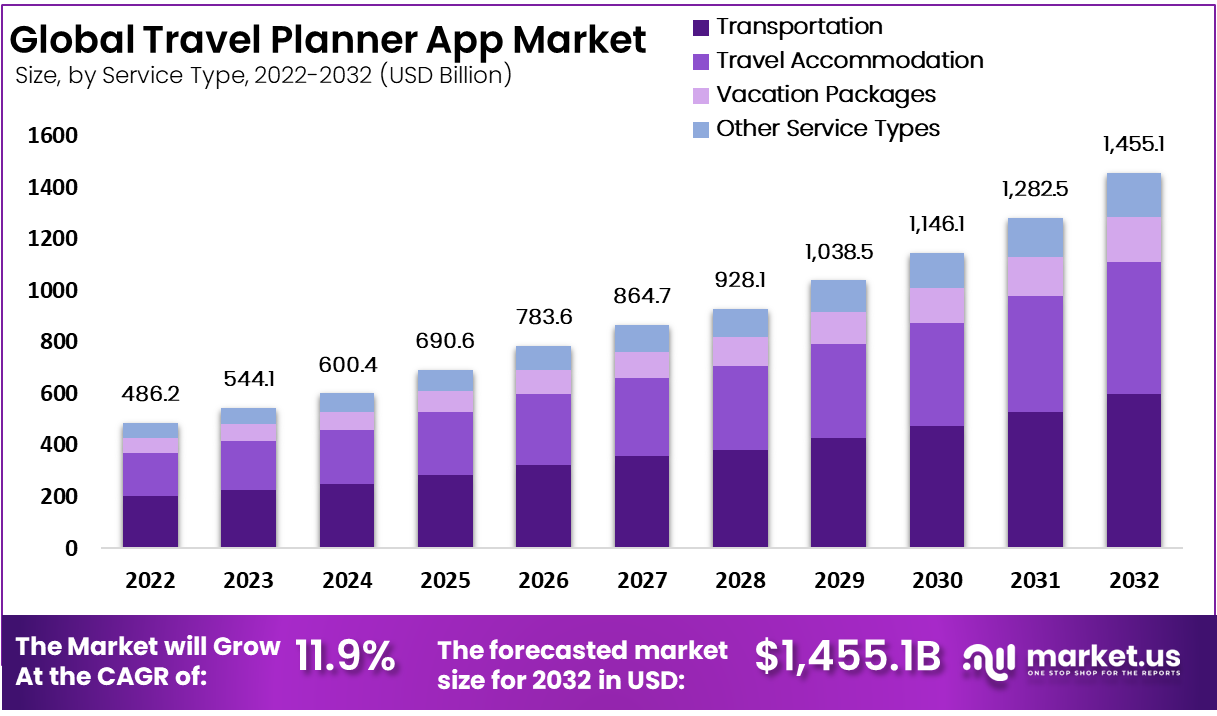 Global Travel Planner App Market
Size, by Service Type, 2022-2032 (USD Billion)
Transportation
Travel Accommodation
Vacation Packages
Other Service Types
1600
1400
1200
1000
800
600
400
200
0
486.2
544.1
600.4
690.6
783.6
864.7
928.1
1,038.5
1,146.1
1,282.5
1,455.1
2022
2023
2024
2025
2026
2027
2028
2029
2030
2031
2032
The Market will Grow
At the CAGR of:
11.9%
The forecasted market
size for 2032 in USD:
$1,455.1B
market.us
ONE STOP SHOP FOR THE REPORTS